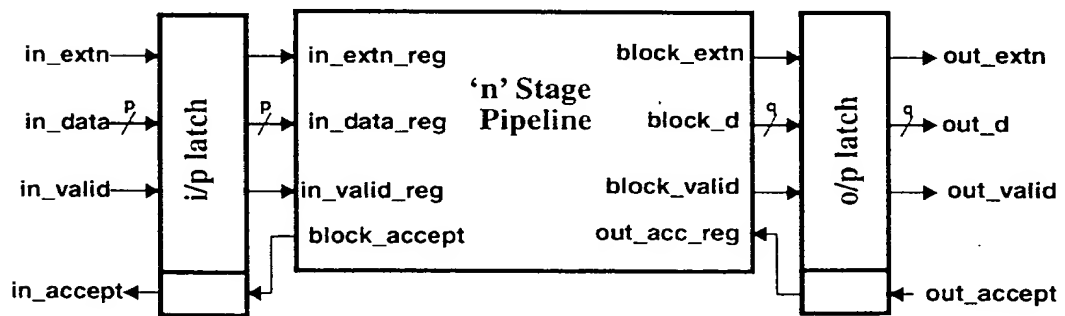 in_extn
in_data
in_valid
in_accept
p
i/p latch
p
in_extn_reg
in_data_reg
in_valid_reg
block_accept
'n' Stage
Pipeline
block_extn
block_d
block_valid
out_acc_reg
q
o/p latch
q
out_extn
out_d
out_valid
out_accept